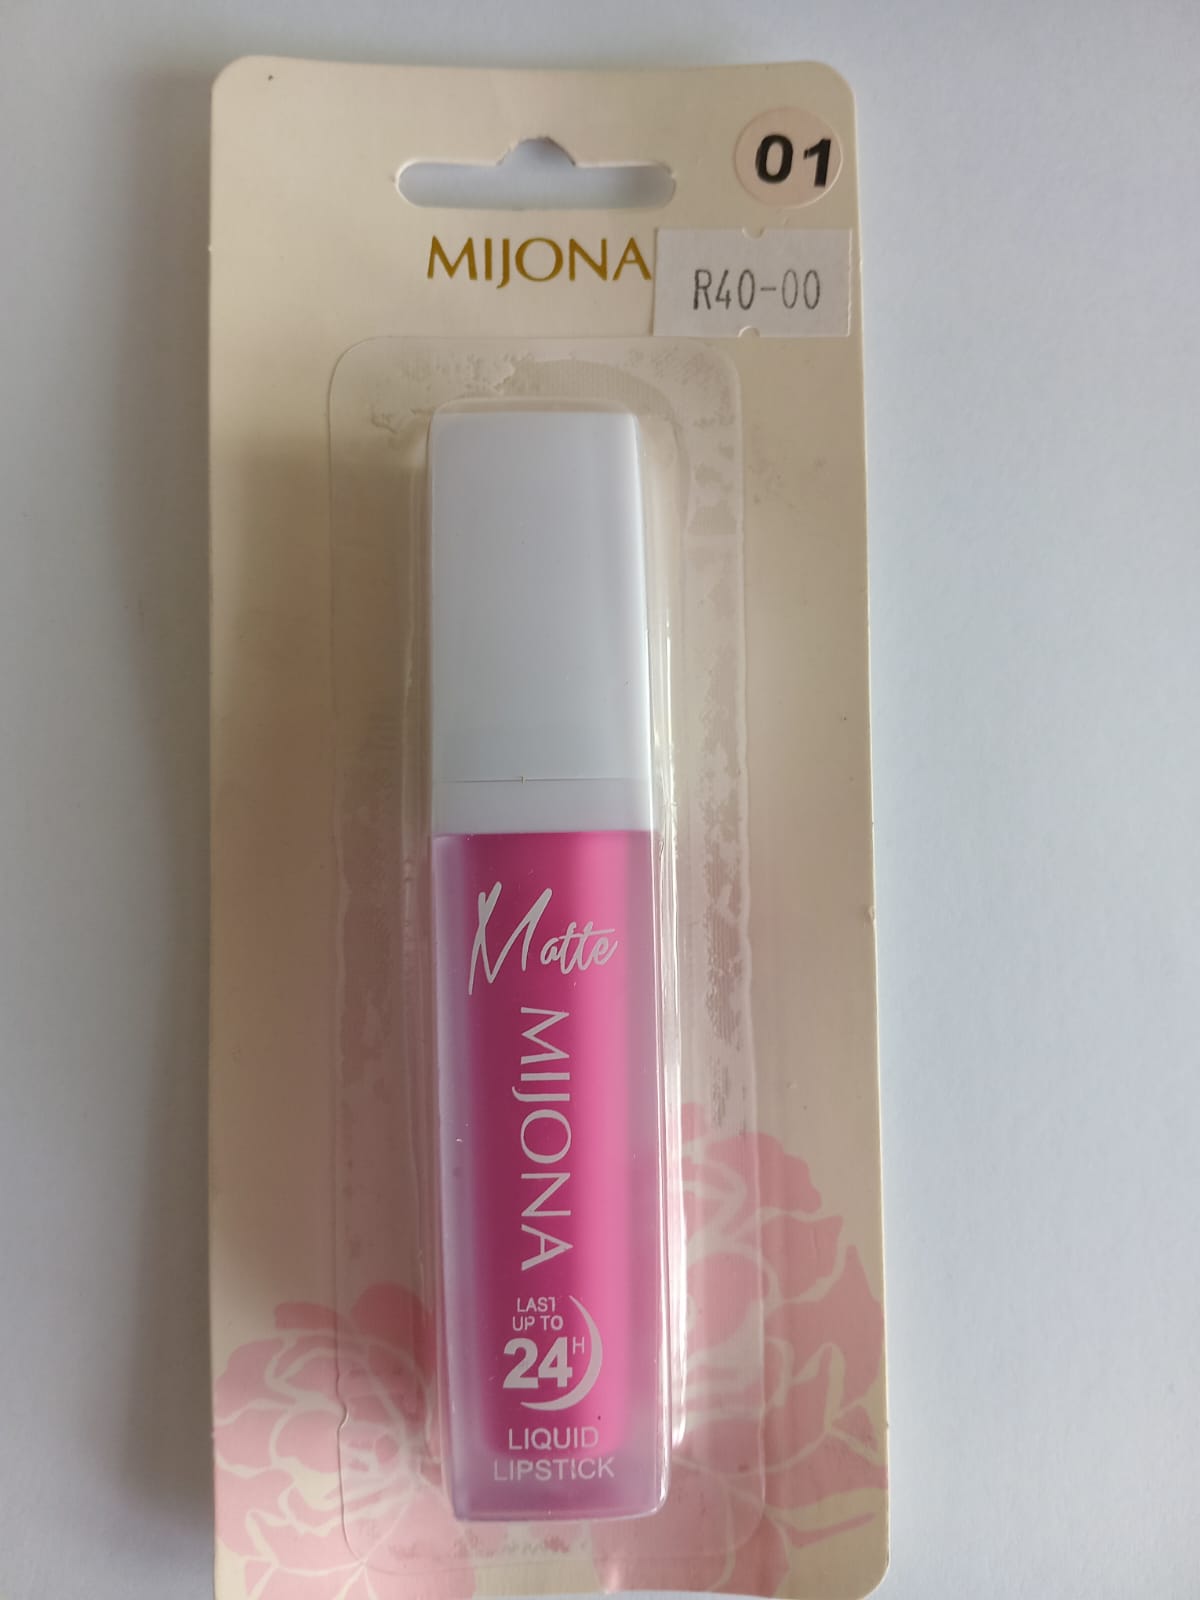 01
MIJONA
R40-00
Matte
MIJONA
LAST
UP TO
24H
LIQUID
LIPSTICK